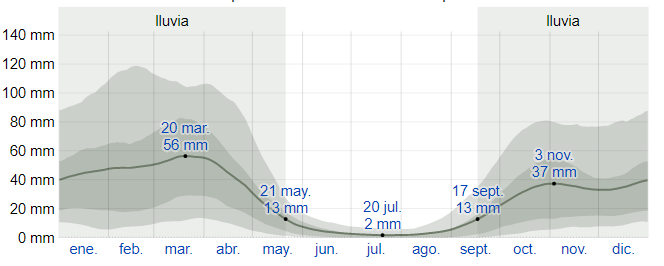 lluvia
lluvia
140 mm
120 mm
100 mm
80 mm
60 mm
40 mm
20 mm
0 mm
20 mar.
56 mm
21 may.
13 mm
20 jul.
2 mm
17 sept.
13 mm
3 nov.
37 mm
ene.
feb.
mar.
abr.
may.
jun.
jul.
ago.
sept.
oct.
nov.
dic.